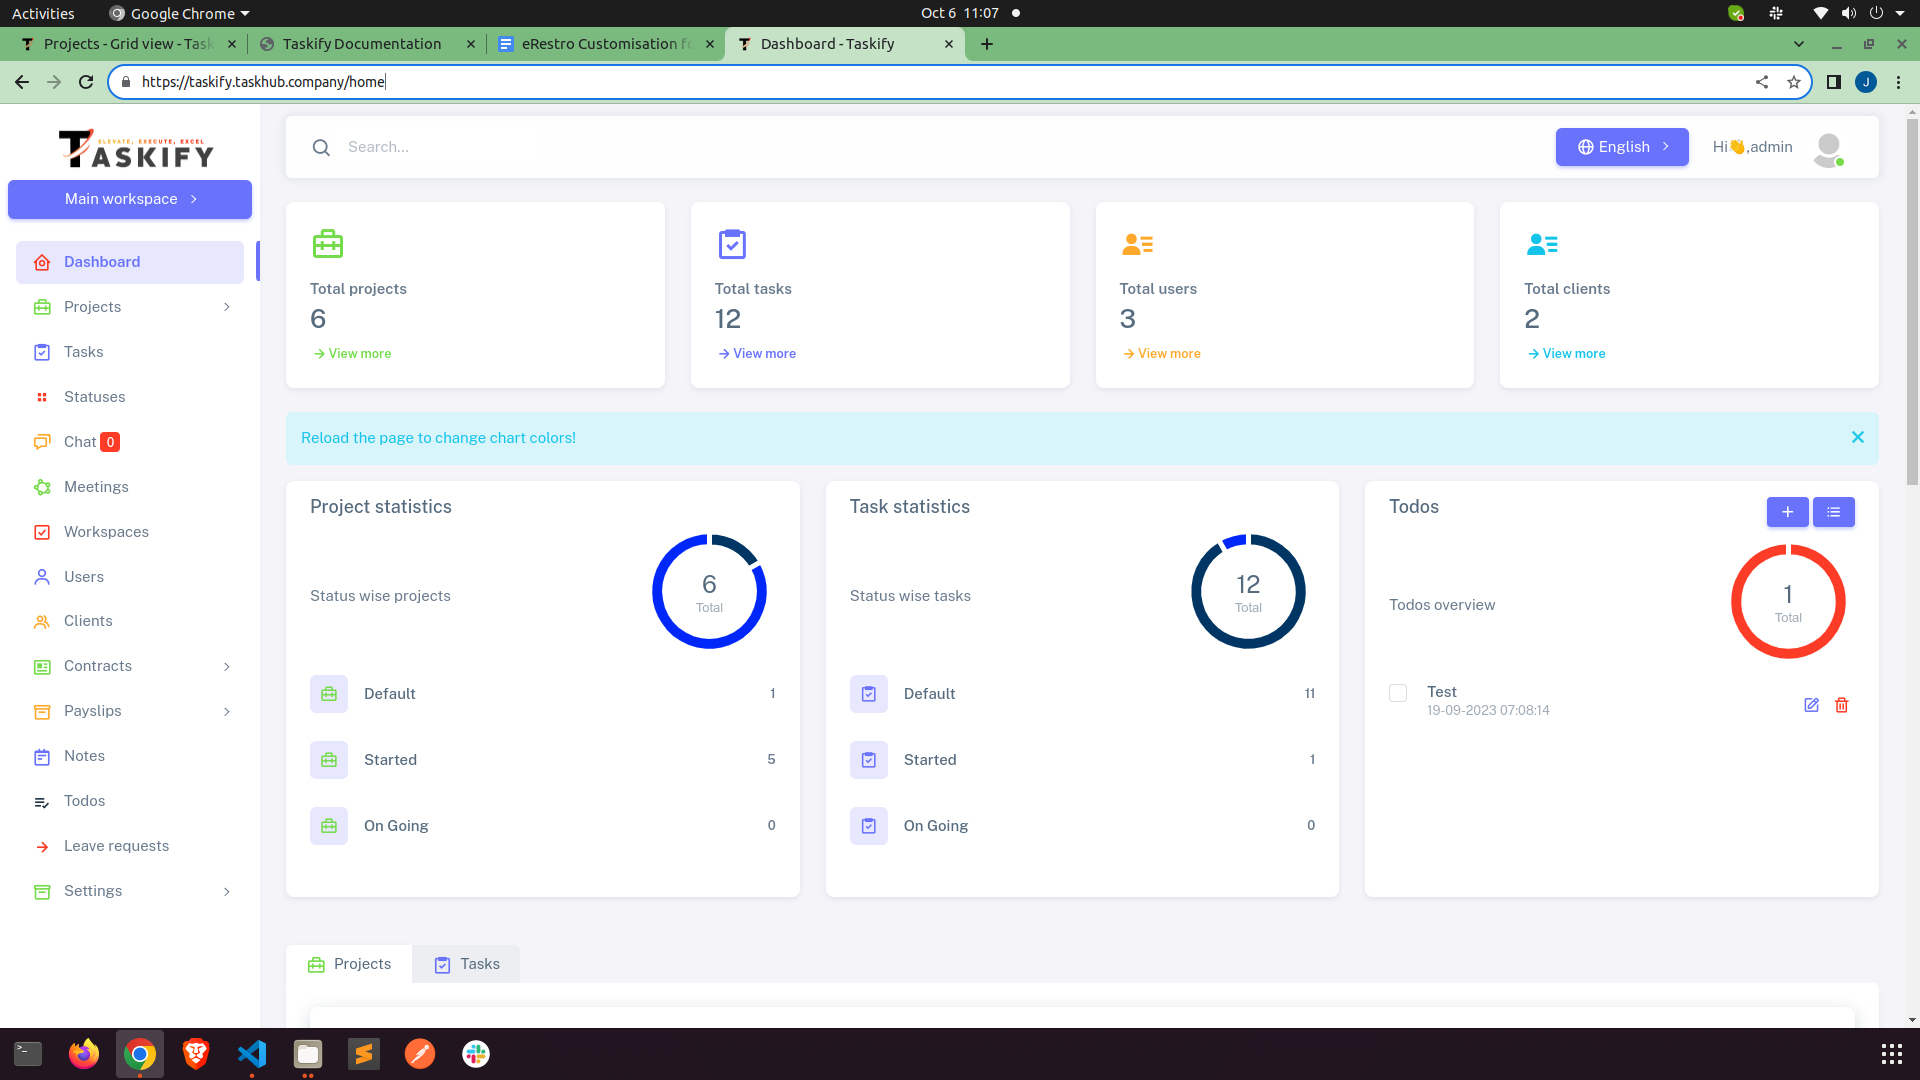 Activities
Google Chrome
Oct 6 11:07
Projects - Grid view - Task
Taskify Documentation
eRestro Customisation fo
Dashboard - Taskify
https://taskify.taskhub.company/home
J
ELEVATE, EXECUTE, EXCEL
TASKIFY
Main workspace
Dashboard
Projects
Tasks
Statuses
Chat 0
Meetings
Workspaces
Users
Clients
Contracts
Payslips
Notes
Todos
Leave requests
Settings
Search...
English
Hi👋,admin
Total projects
6
View more
Total tasks
12
View more
Total users
3
View more
Total clients
2
View more
Reload the page to change chart colors!
Project statistics
Status wise projects
6
Total
Default 1
Started 5
On Going 0
Task statistics
Status wise tasks
12
Total
Default 11
Started 1
On Going 0
Todos
Todos overview
1
Total
Test
19-09-2023 07:08:14
Projects
Tasks